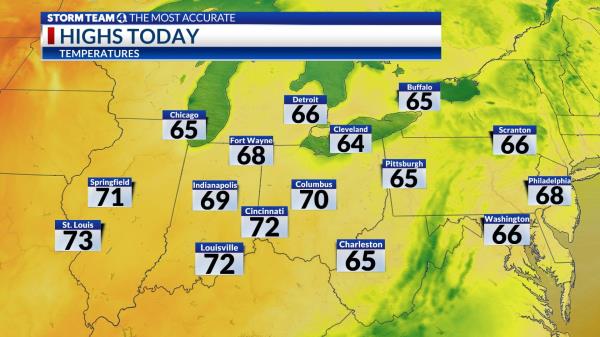 STORM TEAM 4 THE MOST ACCURATE
HIGHS TODAY
TEMPERATURES
Buffalo
65
Detroit
66
Chicago
65
Cleveland
64
Scranton
66
Fort Wayne
68
Pittsburgh
65
Springfield
71
Indianapolis
69
Columbus
70
Philadelphia
68
Cincinnati
72
St. Louis
73
Washington
66
Louisville
72
Charleston
65